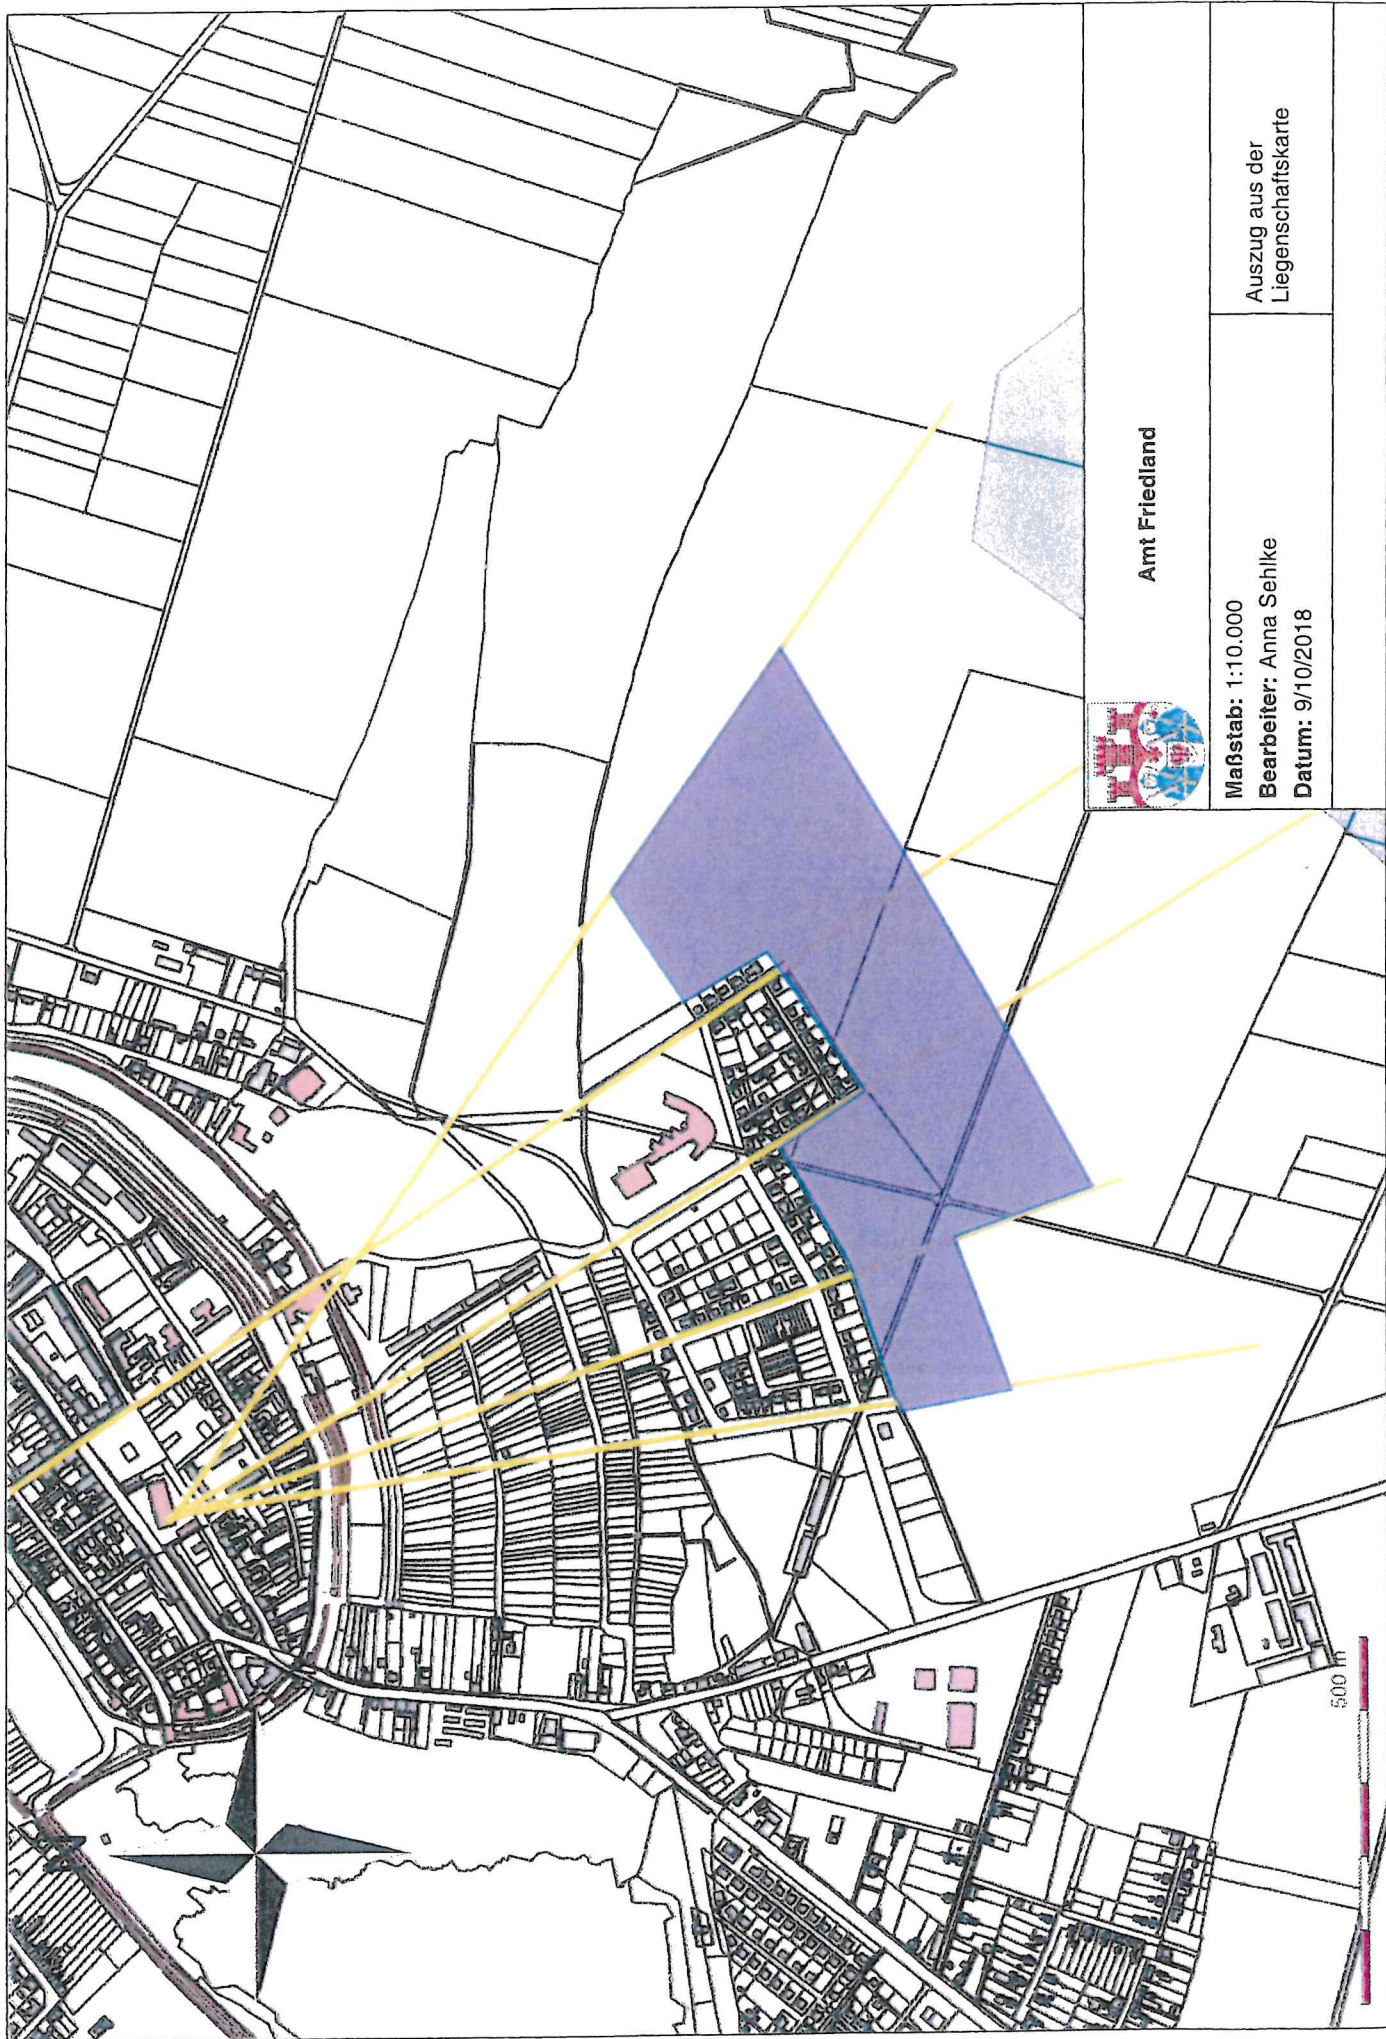 Amt Friedland
Maßstab: 1:10.000
Bearbeiter: Anna Sehlke
Datum: 9/10/2018
Auszug aus der
Liegenschaftskarte
500 m